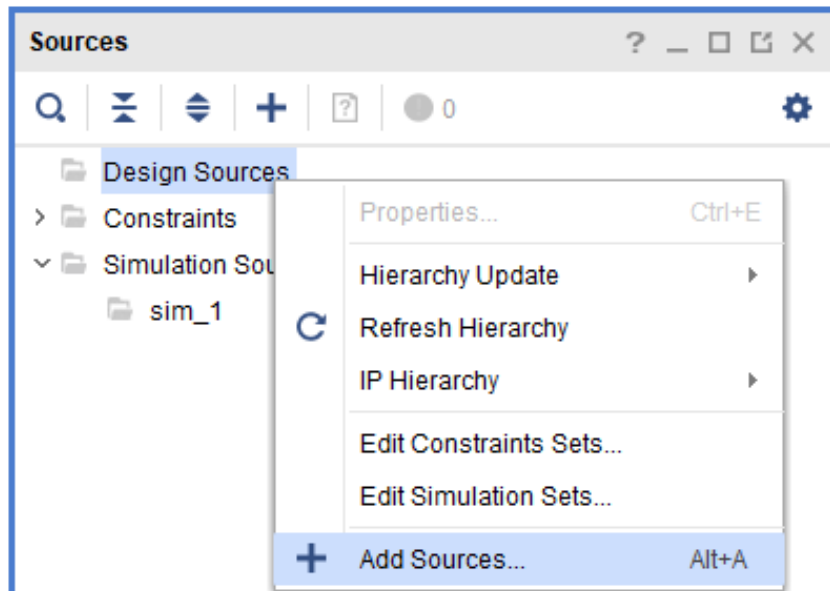 Sources
0
Design Sources
Constraints
Simulation Sou
sim_1
Properties... Ctrl+E
Hierarchy Update
Refresh Hierarchy
IP Hierarchy
Edit Constraints Sets...
Edit Simulation Sets...
Add Sources... Alt+A